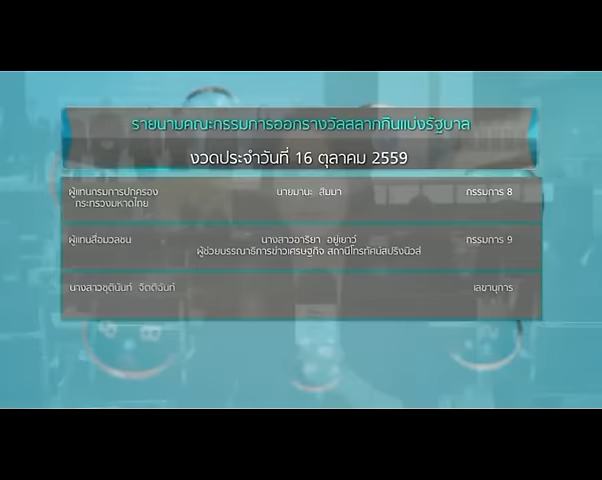 รายนามคณะกรรมการออกรางวัลสลากกินแบ่งรัฐบาล
งวดประจำวันที่ 16 ตุลาคม 2559
ผู้แทนกรมการปกครอง นายมานะ สิมมา กรรมการ 8
กระทรวงมหาดไทย
ผู้แทนสื่อมวลชน นางสาวอาริยา อยู่เยาว์ กรรมการ 9
ผู้ช่วยบรรณาธิการข่าวเศรษฐกิจ สถานีโทรทัศน์สปริงนิวส์
นางสาวชุตินันท์ จิตติฉันท์ เลขานุการ